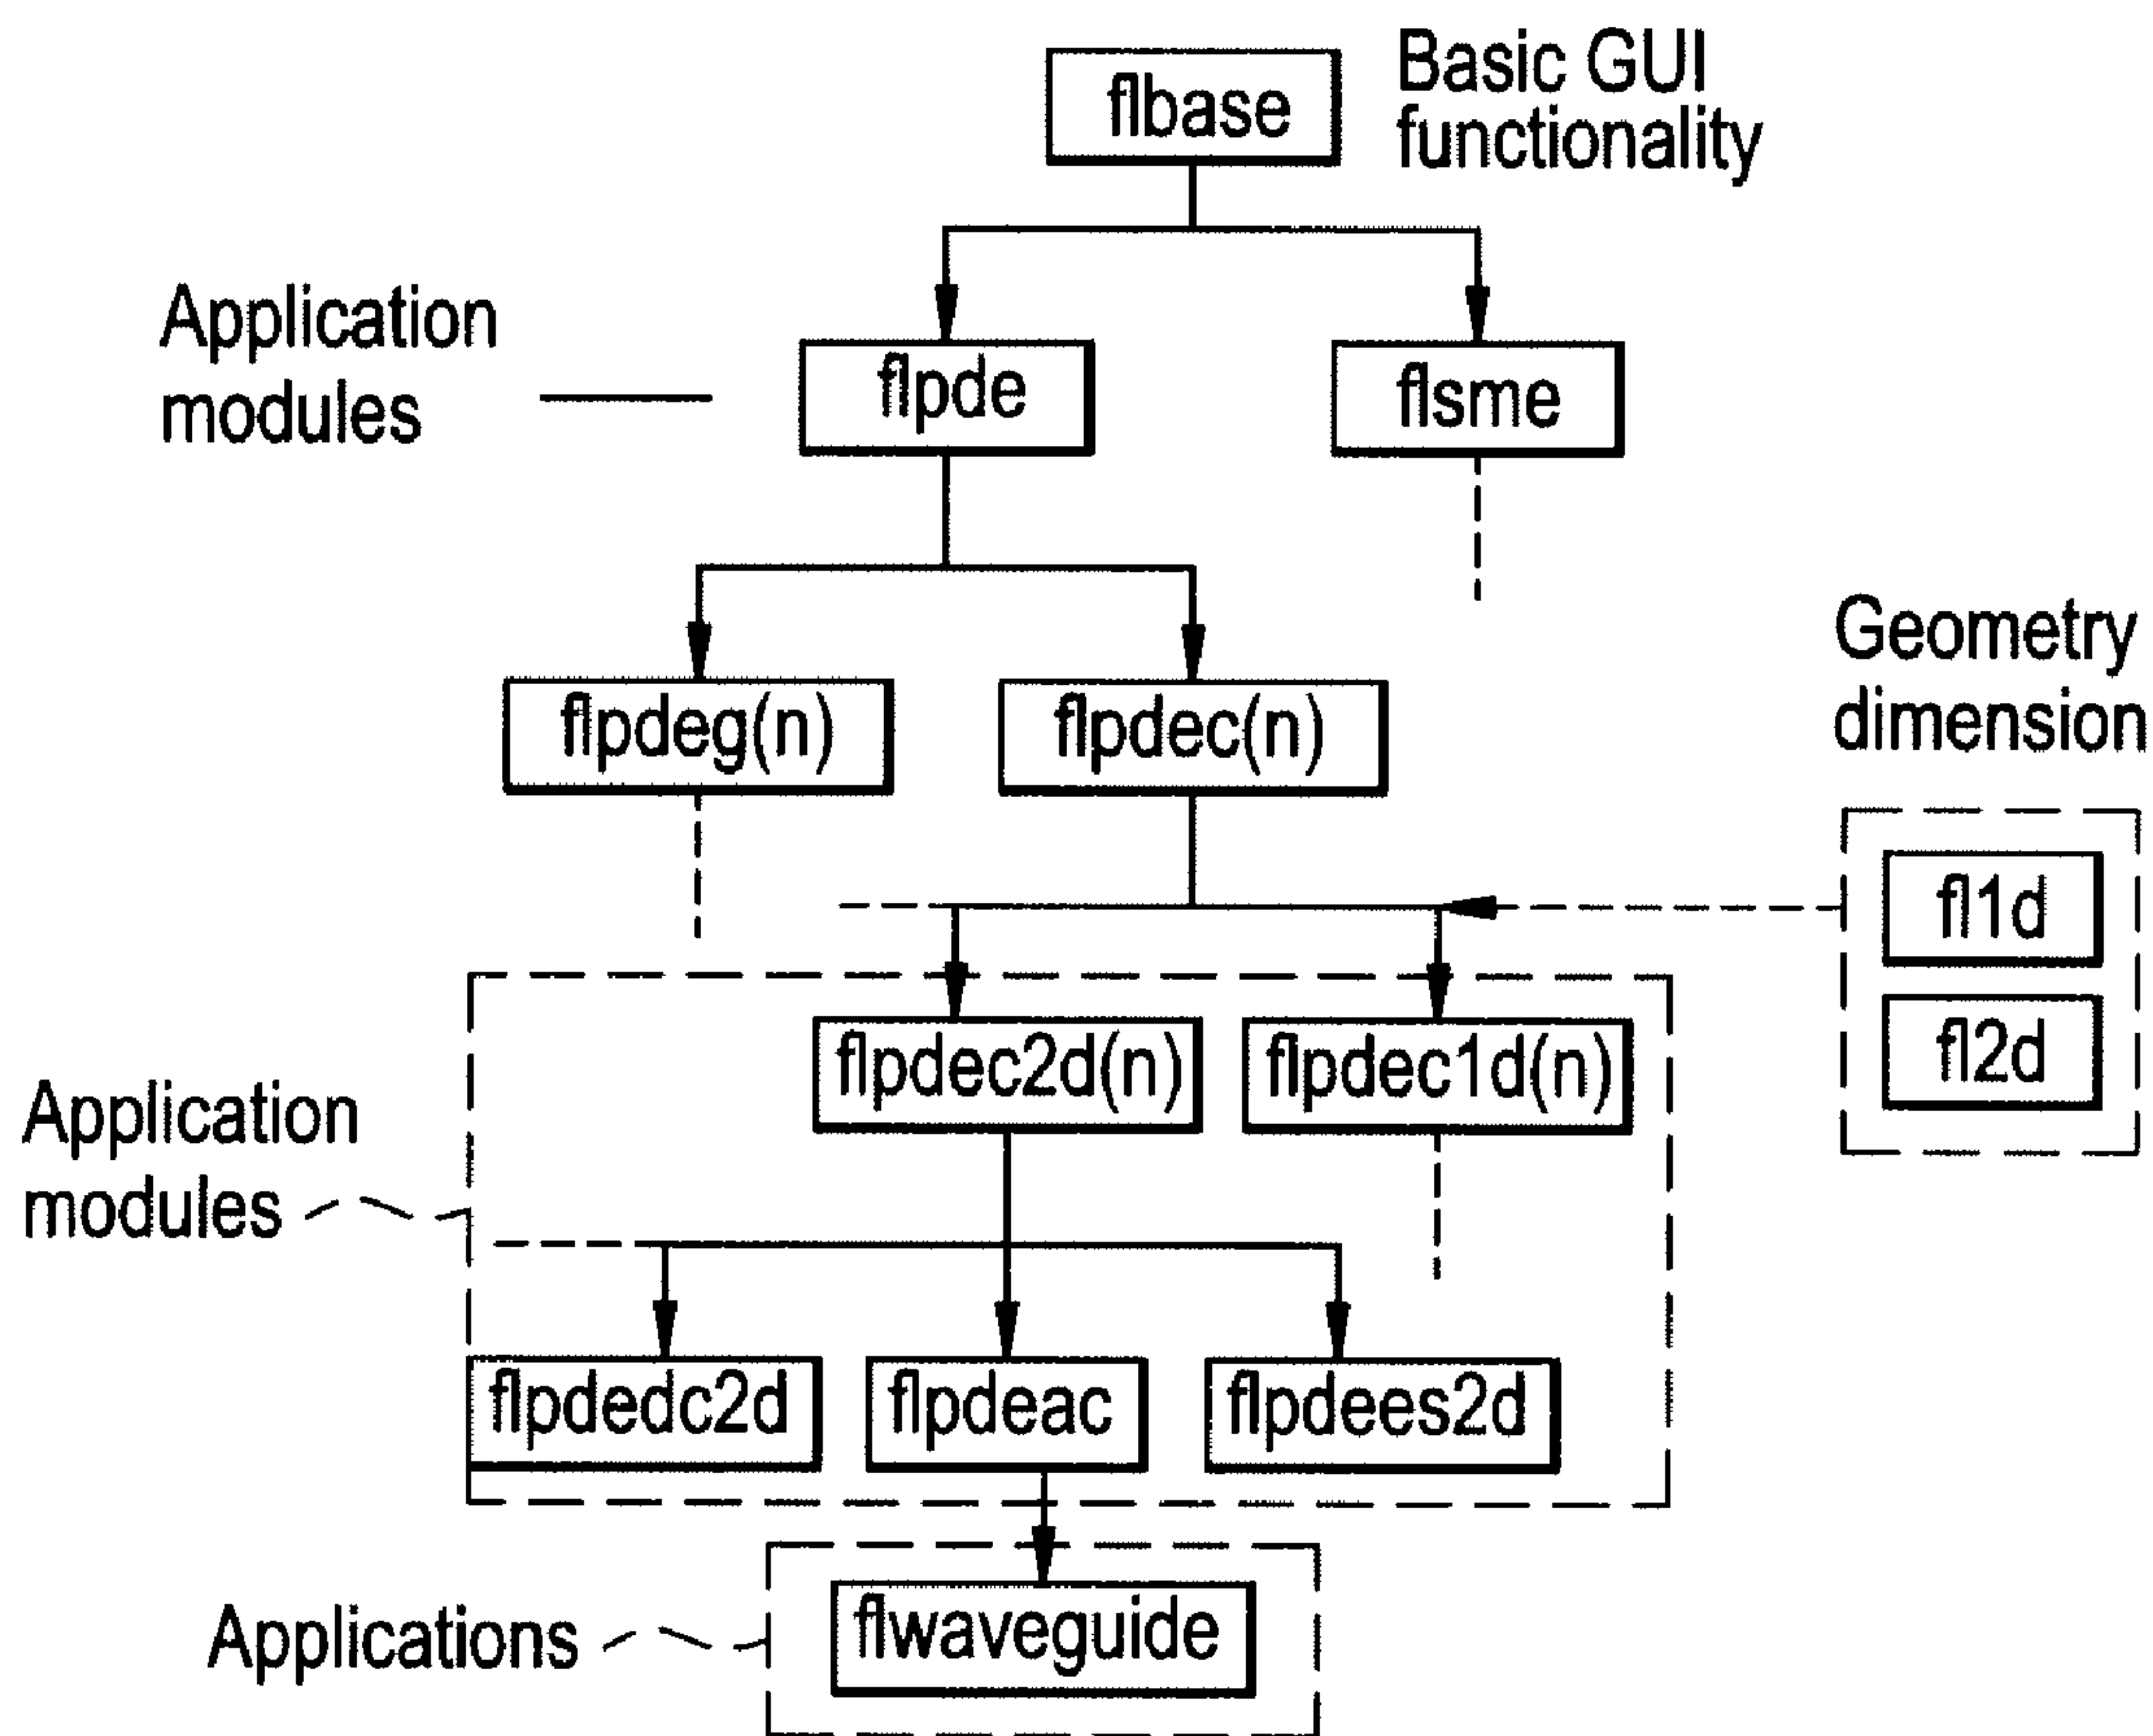 flbase
Basic GUI
functionality
Application
modules
flpde
flsme
flpdeg(n)
flpdec(n)
Geometry
dimension
fl1d
fl2d
flpdec2d(n)
flpdec1d(n)
Application
modules
flpdedc2d
flpdeac
flpdees2d
Applications
flwaveguide